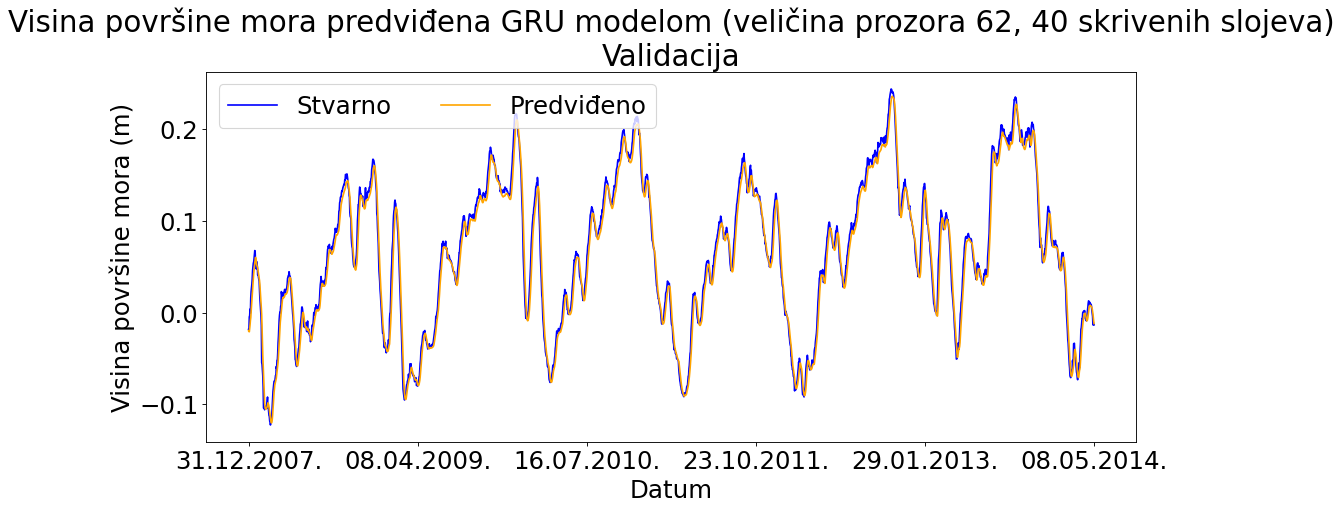 Visina površine mora predviđena GRU modelom (veličina prozora 62, 40 skrivenih slojeva)
Validacija
Stvarno Predviđeno
Visina površine mora (m)
0.2
0.1
0.0
−0.1
31.12.2007. 08.04.2009. 16.07.2010. 23.10.2011. 29.01.2013. 08.05.2014.
Datum